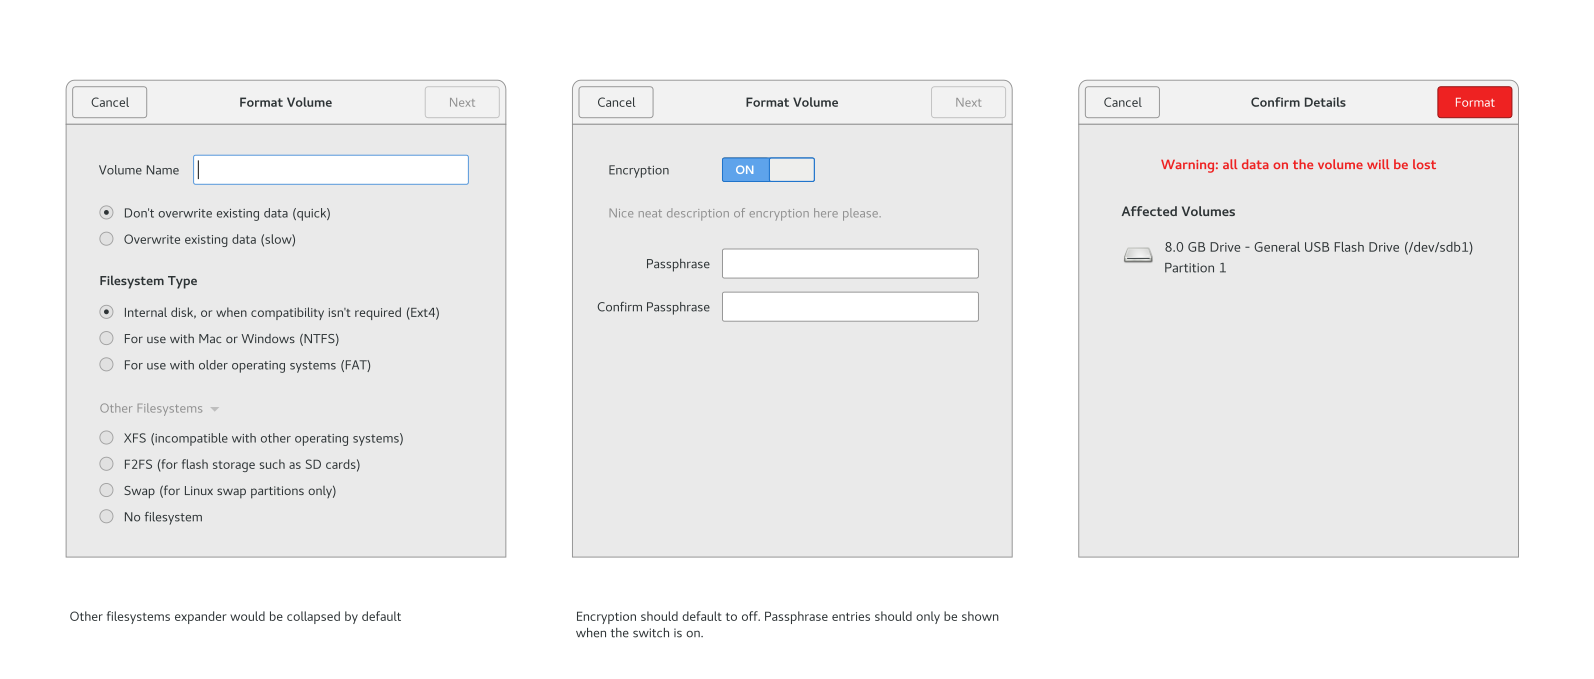 Cancel
Format Volume
Next
Volume Name
Don't overwrite existing data (quick)
Overwrite existing data (slow)
Filesystem Type
Internal disk, or when compatibility isn't required (Ext4)
For use with Mac or Windows (NTFS)
For use with older operating systems (FAT)
Other Filesystems
XFS (incompatible with other operating systems)
F2FS (for flash storage such as SD cards)
Swap (for Linux swap partitions only)
No filesystem
Other filesystems expander would be collapsed by default
Cancel
Format Volume
Next
Encryption
ON
Nice neat description of encryption here please.
Passphrase
Confirm Passphrase
Encryption should default to off. Passphrase entries should only be shown
when the switch is on.
Cancel
Confirm Details
Format
Warning: all data on the volume will be lost
Affected Volumes
8.0 GB Drive - General USB Flash Drive (/dev/sdb1)
Partition 1